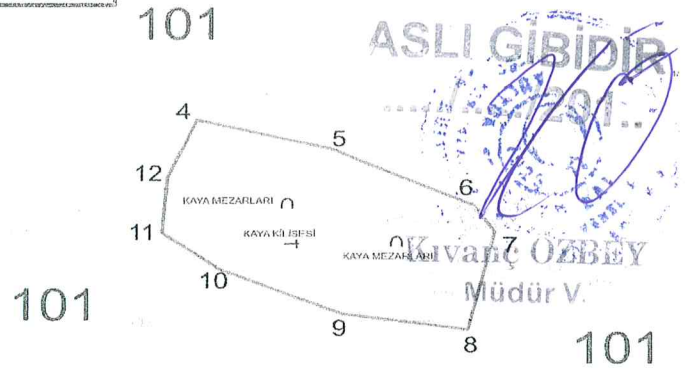 101
ASLI GİBİDİR
...../...../201..
4
5
12
6
KAYA MEZARLARI
11
KAYA KİLİSESİ
7
KAYA MEZARLARI
Kıvanç ÖZBEY
10
Müdür V.
101
9
8
101